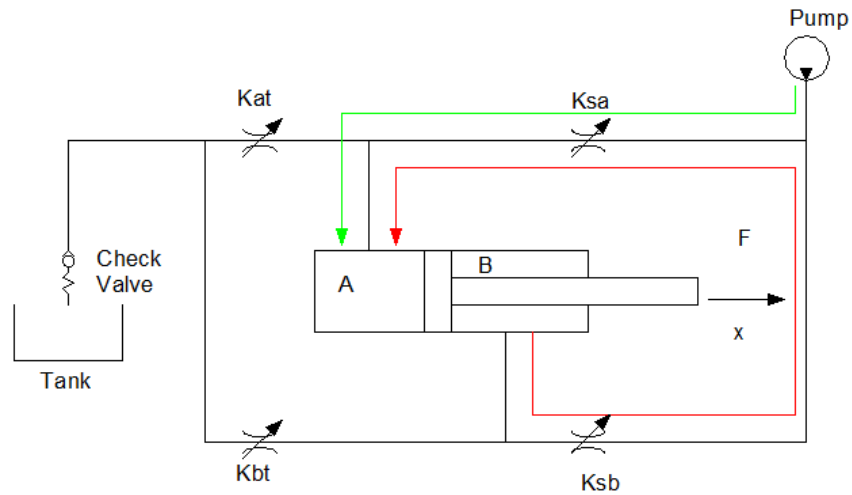 Pump
Kat
Ksa
Check
Valve
F
B
A
x
Tank
Kbt
Ksb